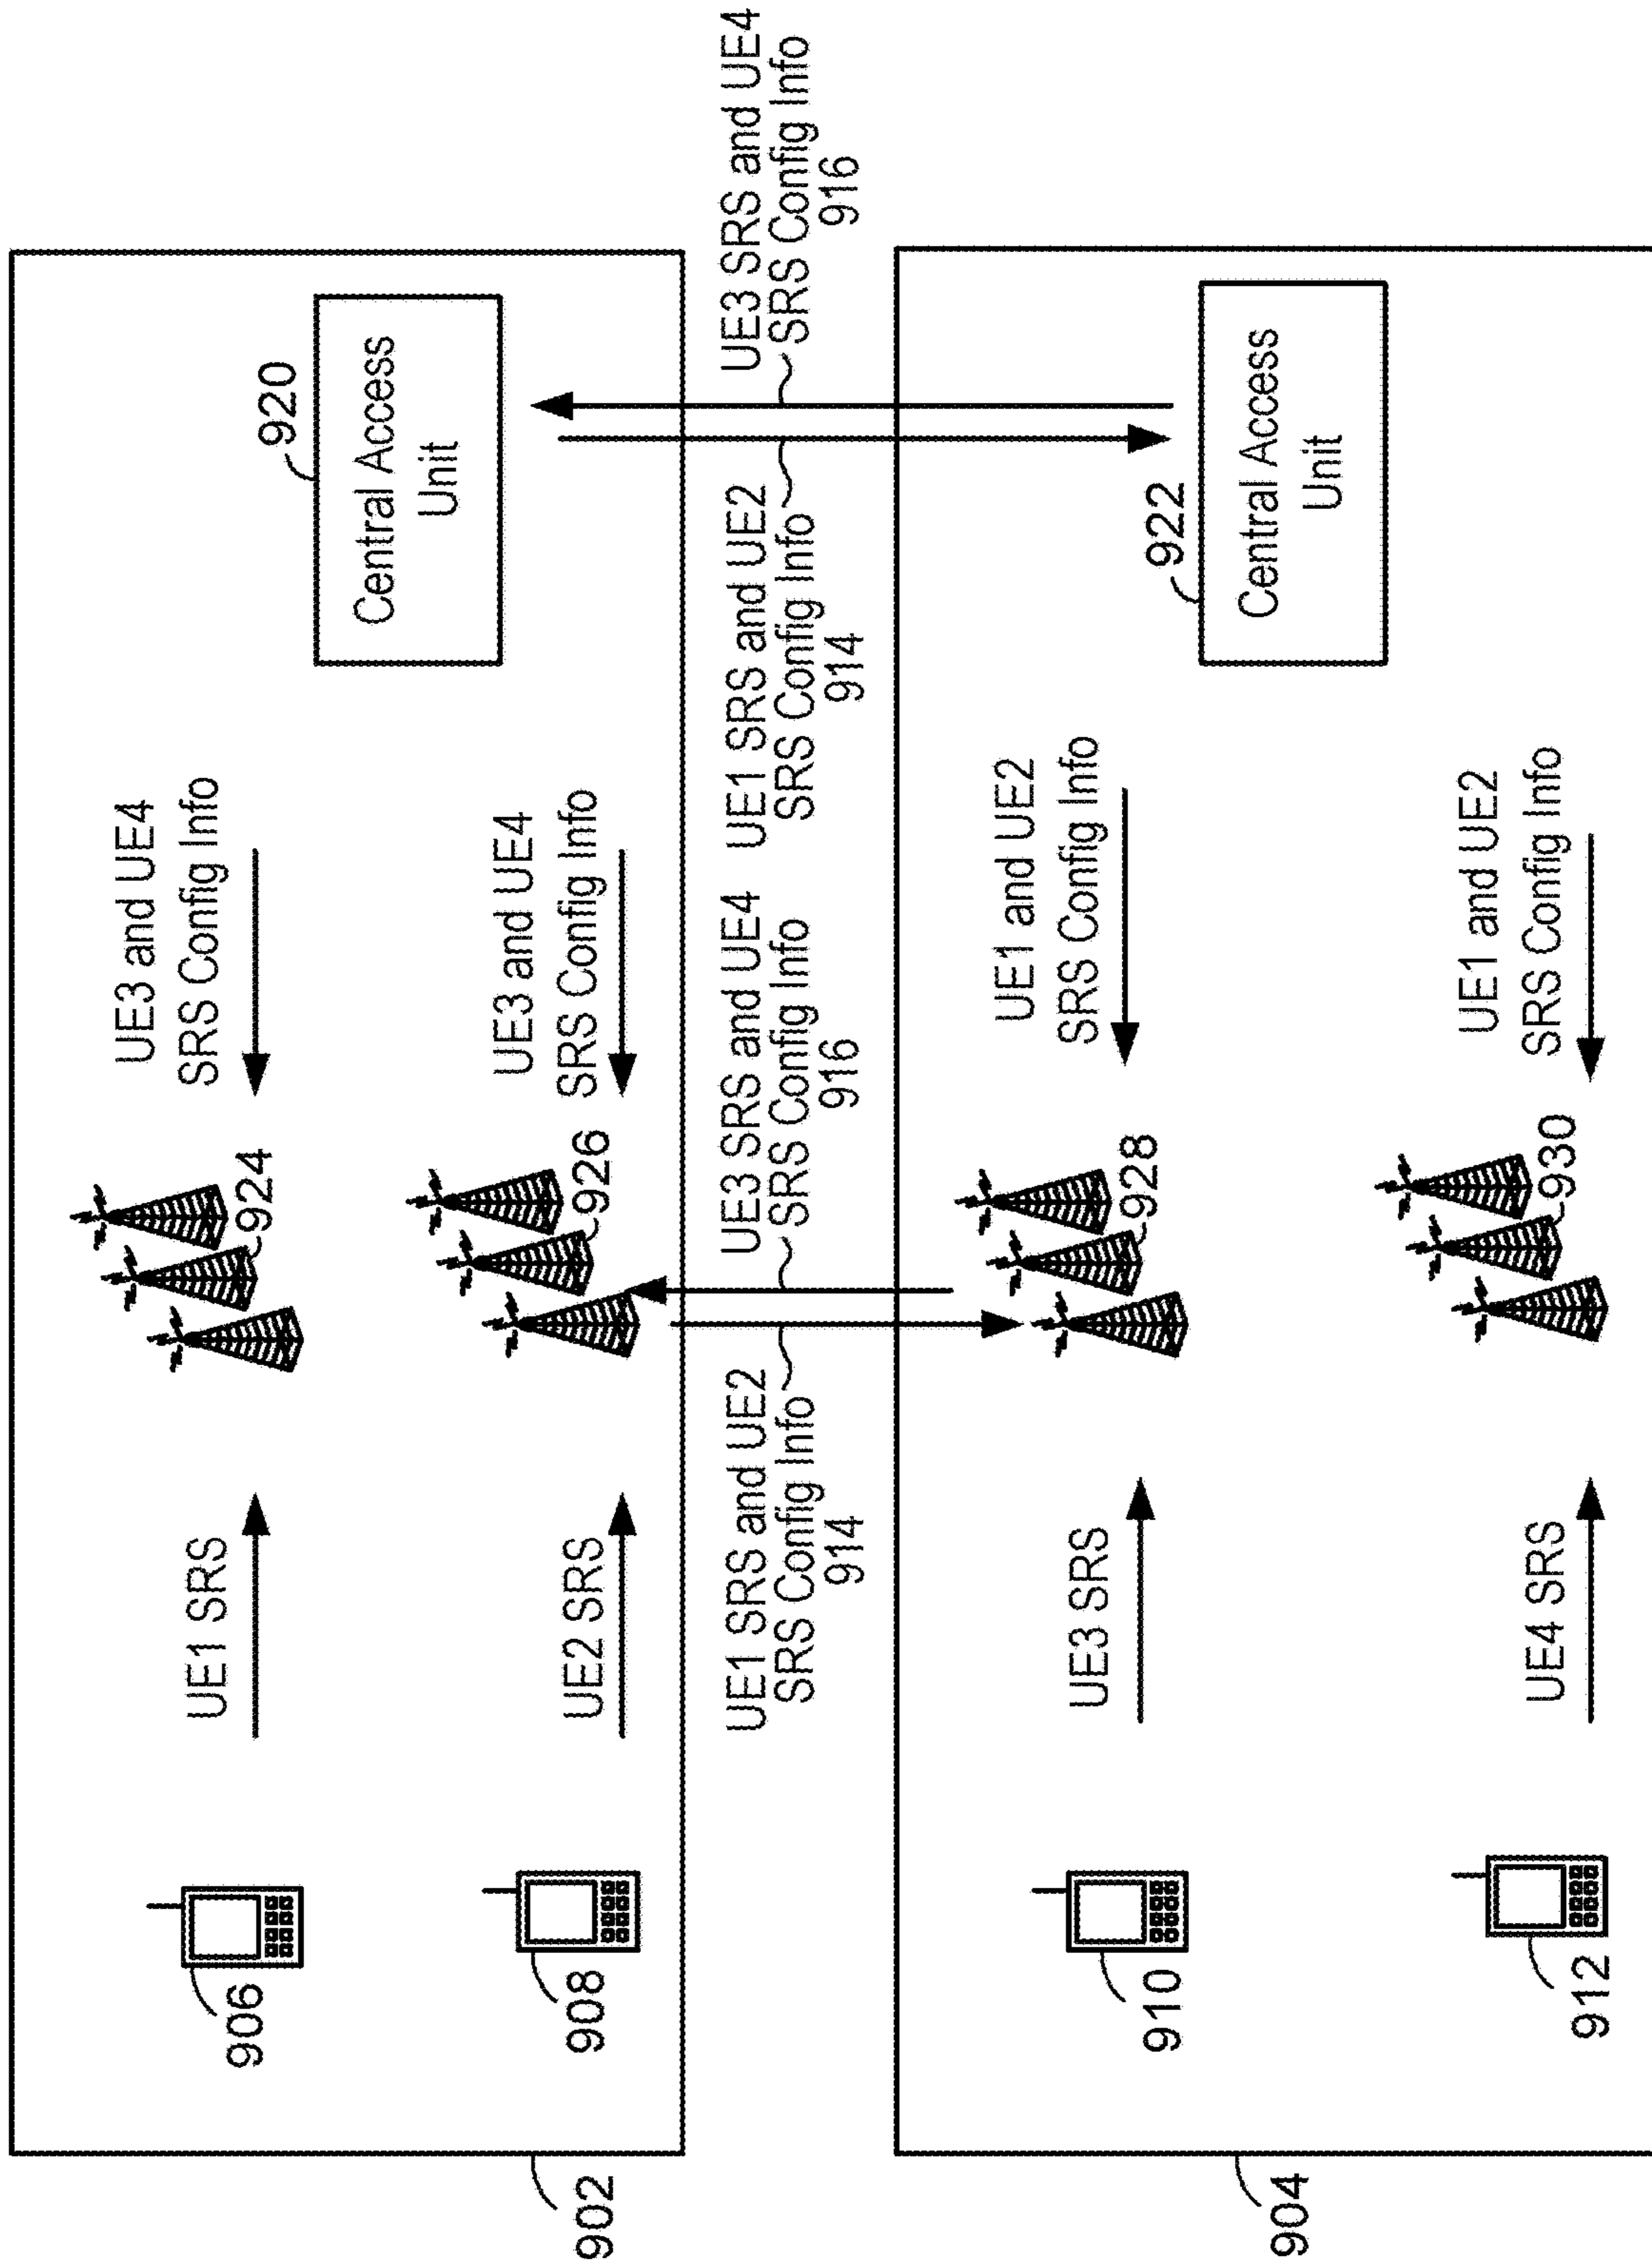 UE3 and UE4
SRS Config Info
UE1 SRS
906
924
920
Central Access
Unit
UE3 and UE4
SRS Config Info
UE2 SRS
908
926
902
UE1 SRS and UE2
SRS Config Info
914
UE3 SRS and UE4
SRS Config Info
916
UE1 SRS and UE2
SRS Config Info
914
UE3 SRS and UE4
SRS Config Info
916
UE1 and UE2
SRS Config Info
UE3 SRS
910
928
922
Central Access
Unit
904
UE1 and UE2
SRS Config Info
UE4 SRS
912
930